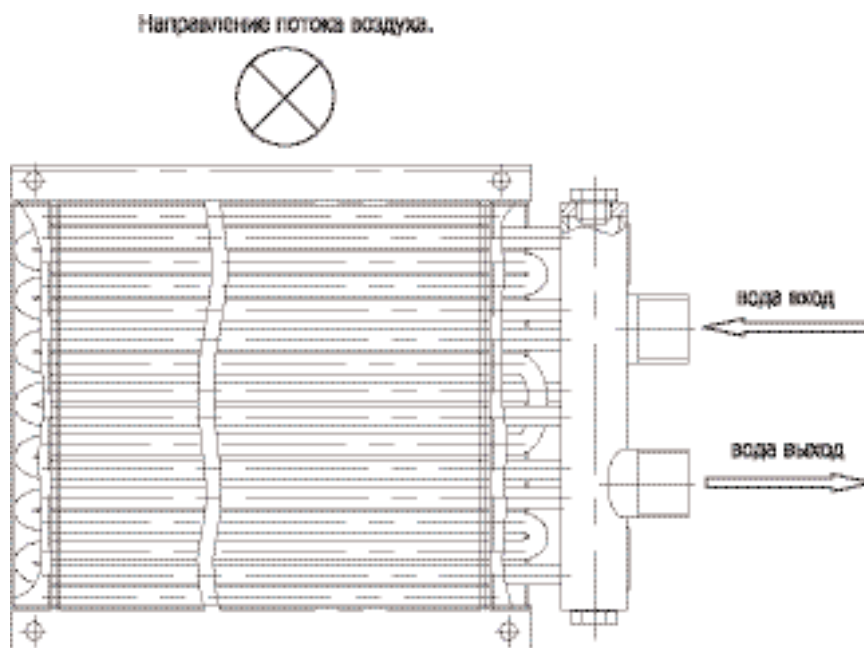 Направление потока воздуха.
вода вход
вода выход